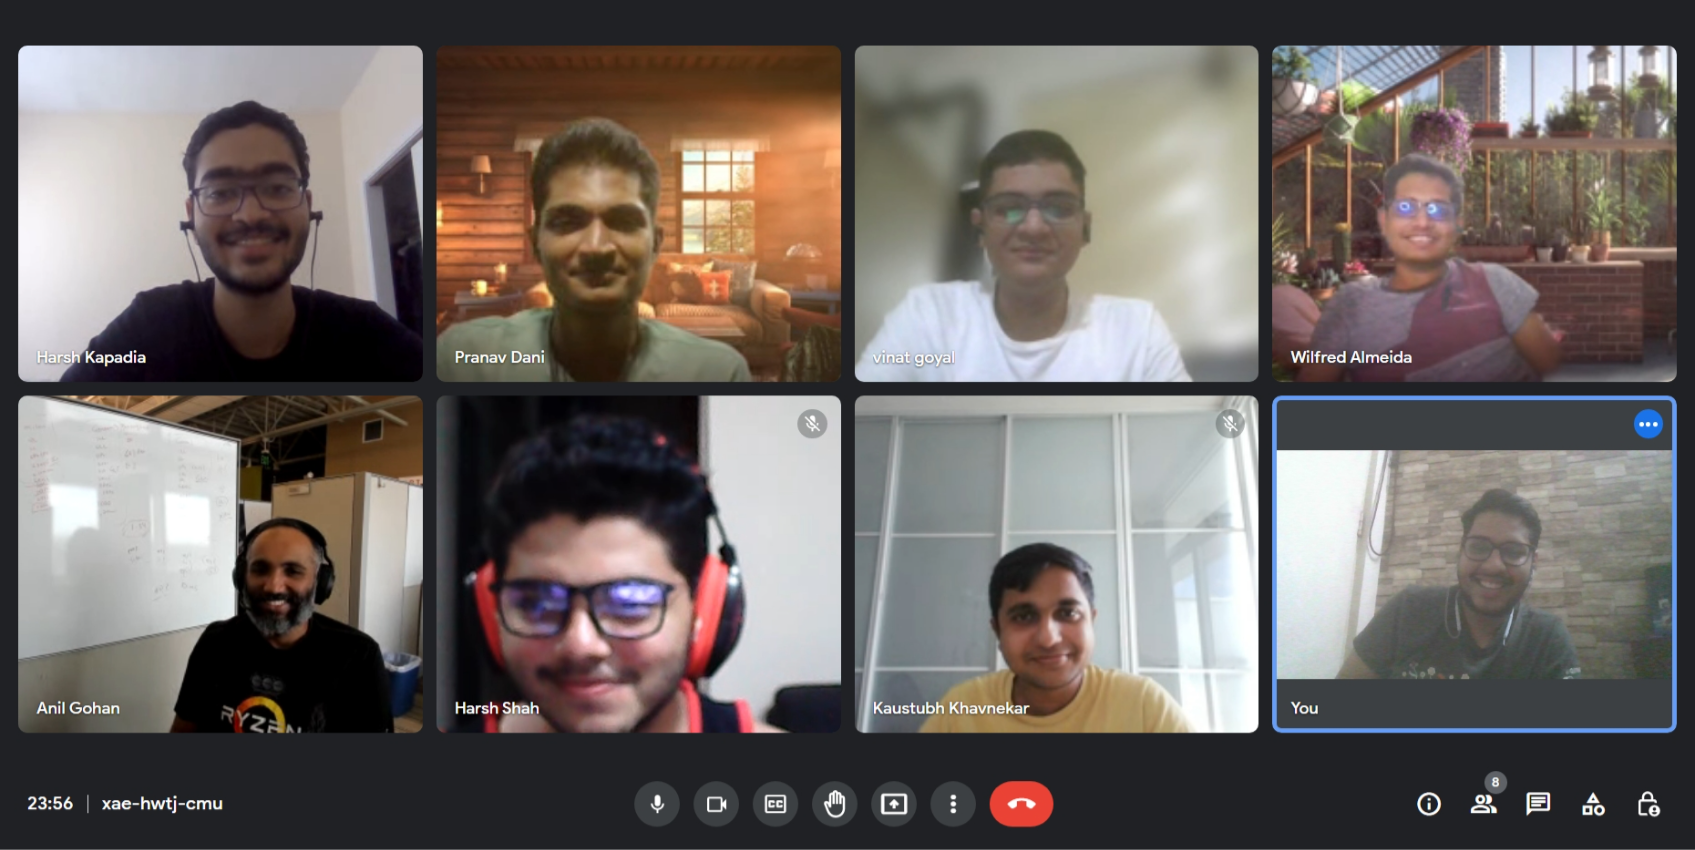 Harsh Kapadia
Pranav Dani
vinat goyal
Wilfred Almeida
Anil Gohan
RYZEN
Harsh Shah
Kaustubh Khavnekar
You
23:56 | xae-hwtj-cmu
CC
8